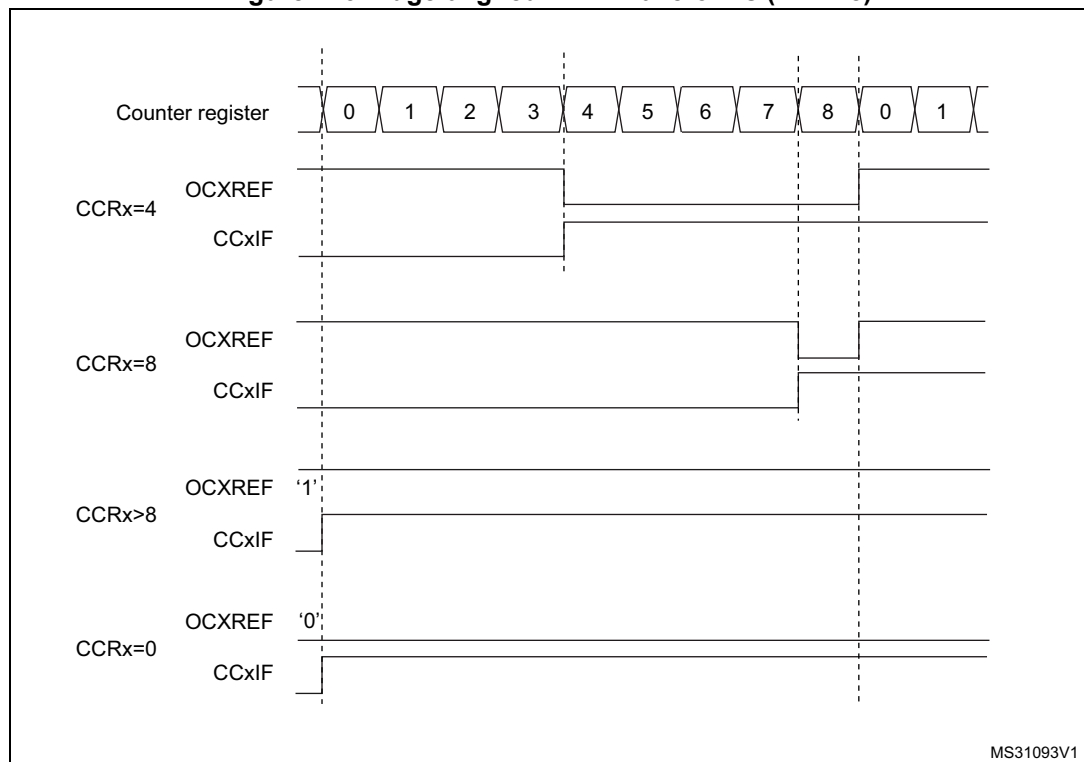 Counter register 0 1 2 3 4 5 6 7 8 0 1
CCRx=4
OCXREF
CCxIF
CCRx=8
OCXREF
CCxIF
CCRx>8
OCXREF ‘1’
CCxIF
CCRx=0
OCXREF ‘0’
CCxIF
MS31093V1